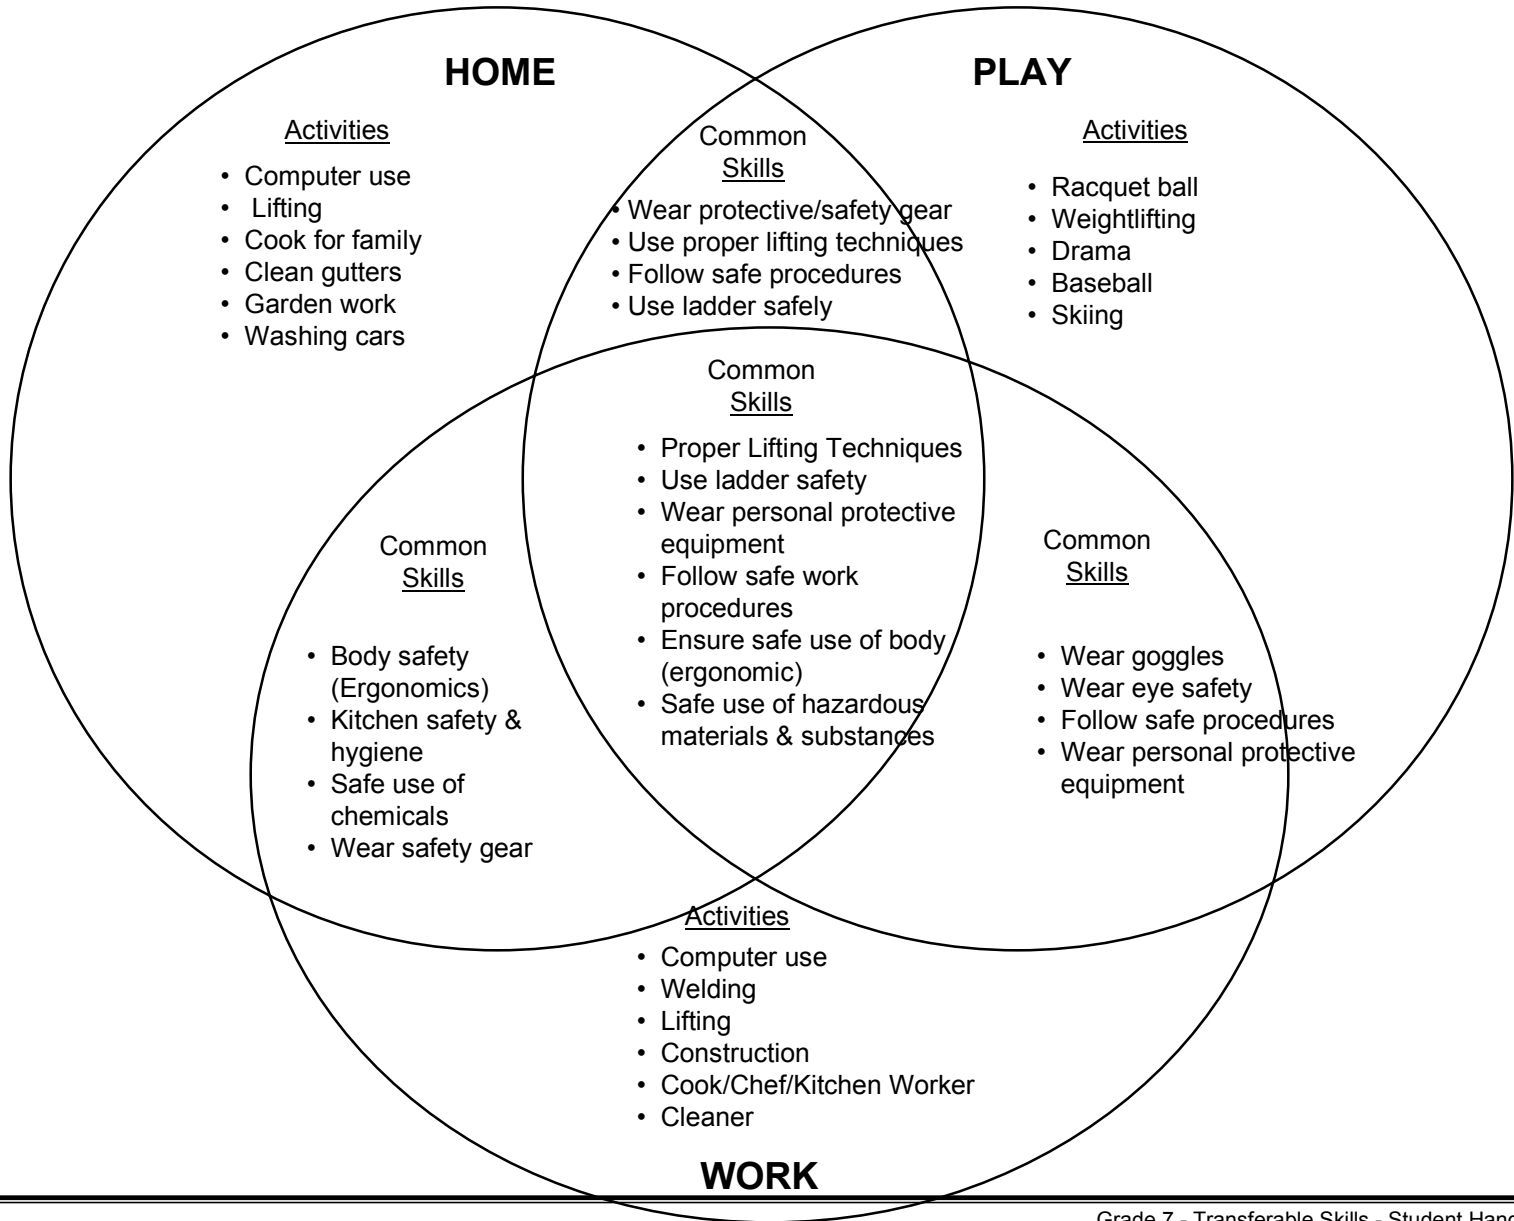 HOME
Activities
• Computer use
• Lifting
• Cook for family
• Clean gutters
• Garden work
• Washing cars
Common
Skills
• Wear protective/safety gear
• Use proper lifting techniques
• Follow safe procedures
• Use ladder safely
PLAY
Activities
• Racquet ball
• Weightlifting
• Drama
• Baseball
• Skiing
Common
Skills
• Proper Lifting Techniques
• Use ladder safety
• Wear personal protective
equipment
• Follow safe work
procedures
• Ensure safe use of body
(ergonomic)
• Safe use of hazardous
materials & substances
Common
Skills
• Body safety
(Ergonomics)
• Kitchen safety &
hygiene
• Safe use of
chemicals
• Wear safety gear
Common
Skills
• Wear goggles
• Wear eye safety
• Follow safe procedures
• Wear personal protective
equipment
Activities
• Computer use
• Welding
• Lifting
• Construction
• Cook/Chef/Kitchen Worker
• Cleaner
WORK
Grade 7 - Transferable Skills - Student Hand